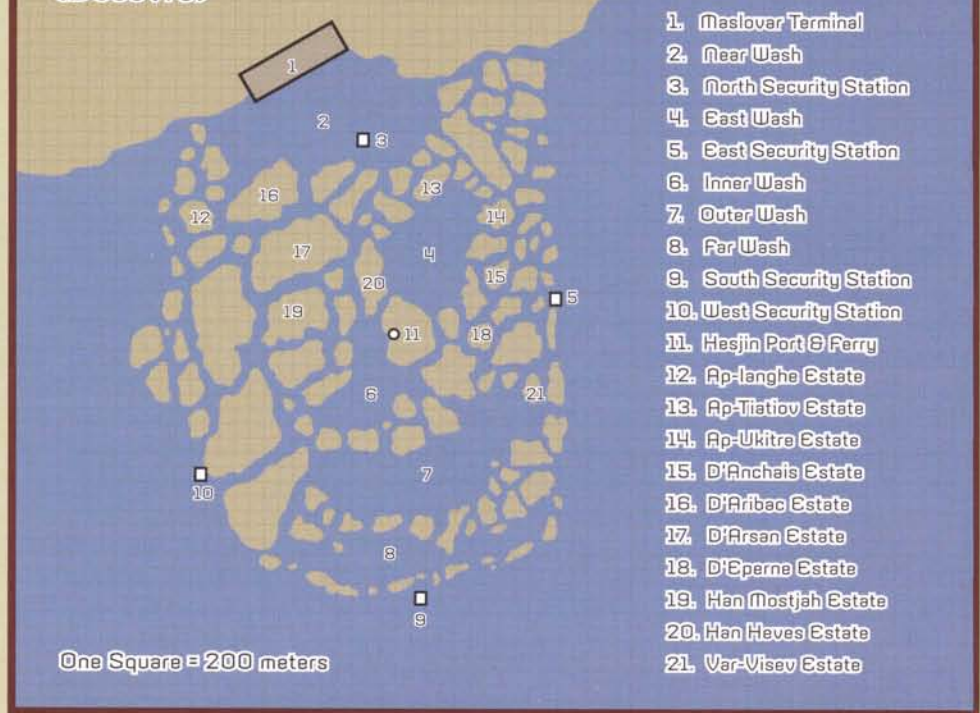 1. Maslovar Terminal
2. Near Wash
3. North Security Station
4. East Wash
5. East Security Station
6. Inner Wash
7. Outer Wash
8. Far Wash
9. South Security Station
10. West Security Station
11. Hesjin Port & Ferry
12. Ap-Ianghe Estate
13. Ap-Tiatiov Estate
14. Ap-Ukitre Estate
15. D'Anchais Estate
16. D'Aribac Estate
17. D'Arsan Estate
18. D'Eperne Estate
19. Han Mostjah Estate
20. Han Heves Estate
21. Var-Visev Estate
1
2
3
13
16
12
14
17
4
15
20
5
19
11
18
6
21
7
10
8
9
One Square = 200 meters